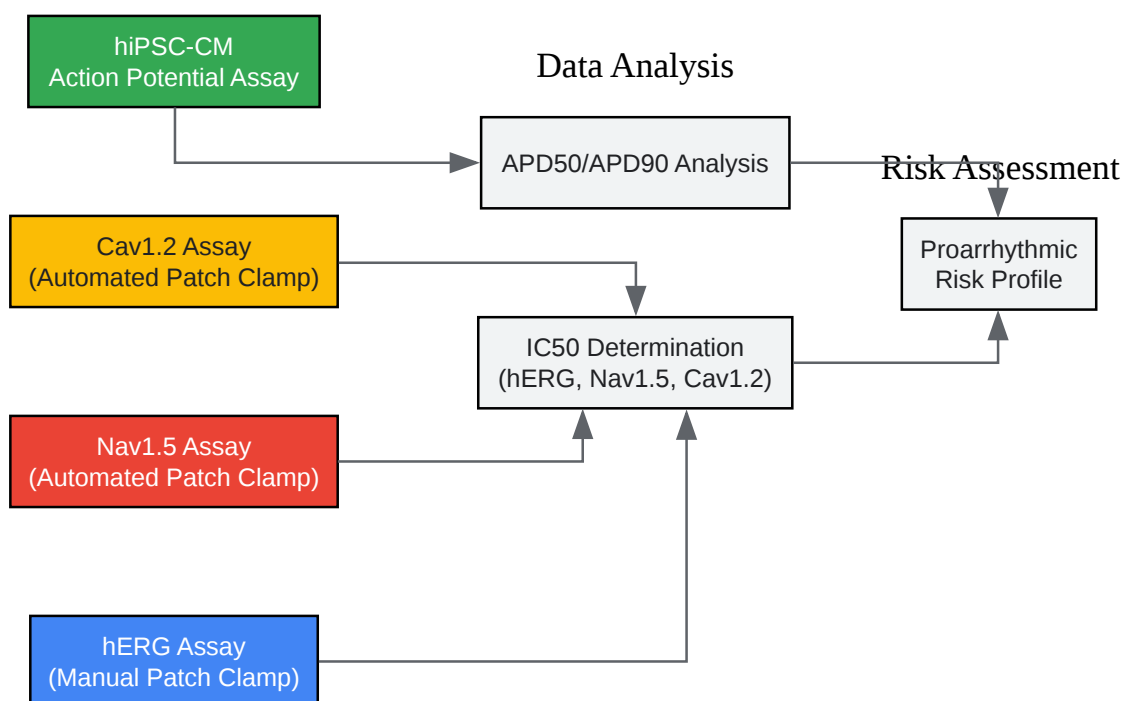 hiPSC-CM
Action Potential Assay
Data Analysis
APD50/APD90 Analysis
Risk Assessment
Cav1.2 Assay
(Automated Patch Clamp)
Proarrhythmic
Risk Profile
IC50 Determination
(hERG, Nav1.5, Cav1.2)
Nav1.5 Assay
(Automated Patch Clamp)
hERG Assay
(Manual Patch Clamp)